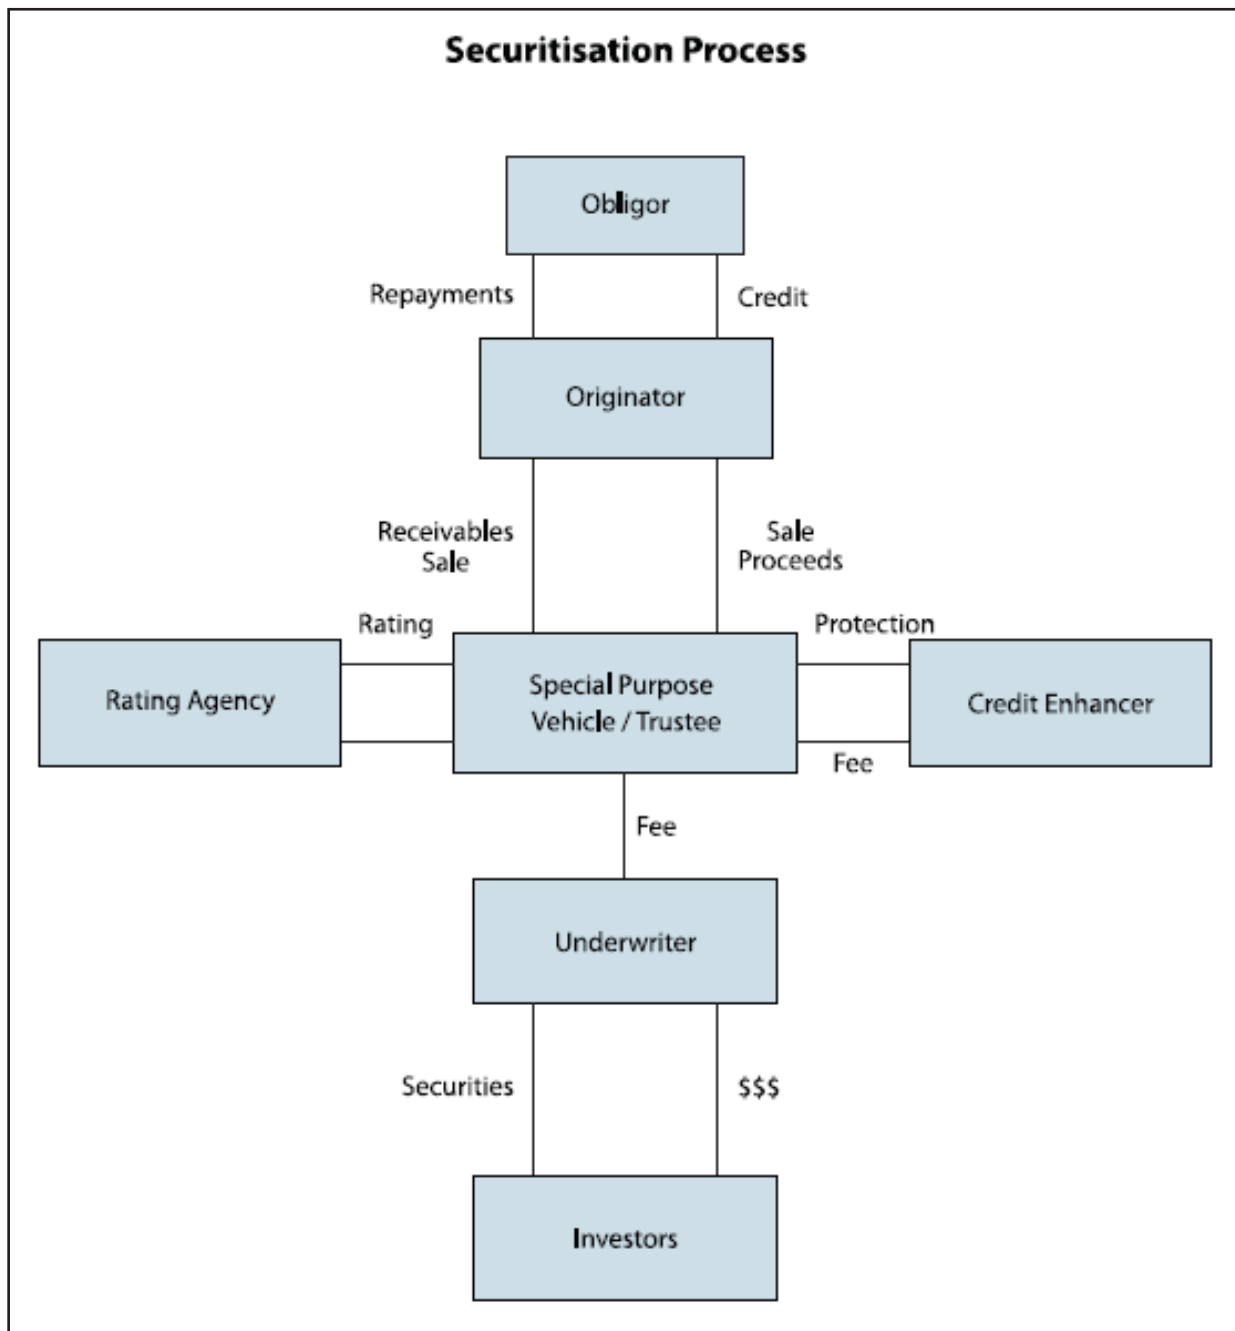 Securitisation Process
Obligor
Repayments
Credit
Originator
Receivables
Sale
Sale
Proceeds
Rating
Protection
Rating Agency
Special Purpose
Vehicle / Trustee
Credit Enhancer
Fee
Fee
Underwriter
Securities
$$$
Investors